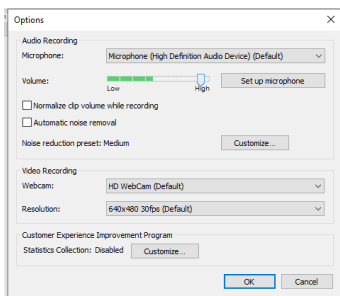 Options
Audio Recording
Microphone: Microphone (High Definition Audio Device) (Default)
Volume: Set up microphone
Low High
Normalize clip volume while recording
Automatic noise removal
Noise reduction preset: Medium Customize...
Video Recording
Webcam: HD WebCam (Default)
Resolution: 640x480 30fps (Default)
Customer Experience Improvement Program
Statistics Collection: Disabled Customize...
OK Cancel